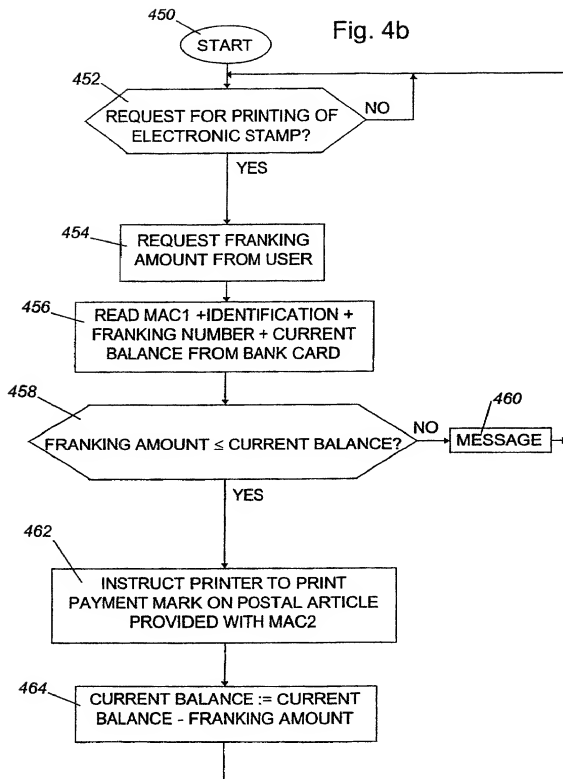 450
START
Fig. 4b
452
REQUEST FOR PRINTING OF
ELECTRONIC STAMP?
NO
YES
454
REQUEST FRANKING
AMOUNT FROM USER
456
READ MAC1 +IDENTIFICATION +
FRANKING NUMBER + CURRENT
BALANCE FROM BANK CARD
458
FRANKING AMOUNT ≤ CURRENT BALANCE?
NO
460
MESSAGE
YES
462
INSTRUCT PRINTER TO PRINT
PAYMENT MARK ON POSTAL ARTICLE
PROVIDED WITH MAC2
464
CURRENT BALANCE := CURRENT
BALANCE - FRANKING AMOUNT